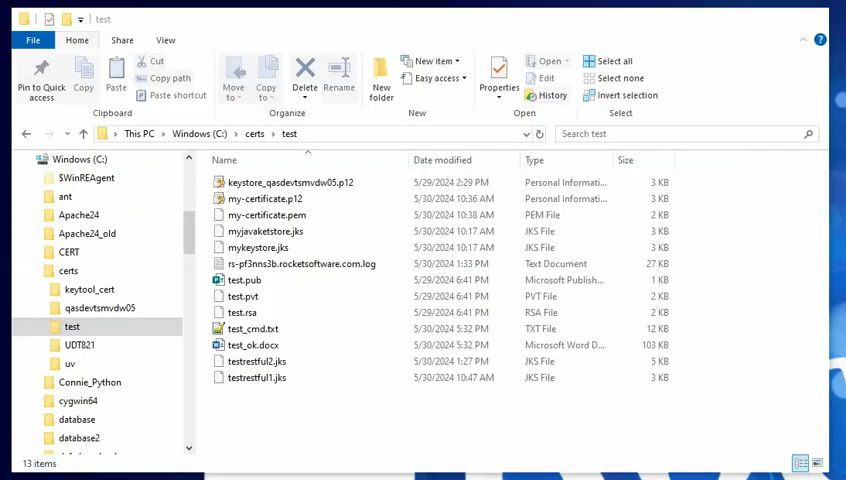 test
File Home Share View
Pin to Quick access
Copy
Paste
Cut
Copy path
Paste shortcut
Move to
Copy to
Delete
Rename
New folder
New item
Easy access
Properties
Open
Edit
History
Select all
Select none
Invert selection
Clipboard Organize New Open Select
This PC > Windows (C:) > certs > test
Search test
Name Date modified Type Size
Windows (C:)
$WinREAgent
ant
Apache24
Apache24_old
CERT
certs
keytool_cert
qasdevtsmvdw05
test
UDT821
uv
Connie_Python
cygwin64
database
database2
keystore_qasdevtsmvdw05.p12 5/29/2024 2:29 PM Personal Informati... 3 KB
my-certificate.p12 5/30/2024 10:36 AM Personal Informati... 3 KB
my-certificate.pem 5/30/2024 10:38 AM PEM File 2 KB
myjavaketstore.jks 5/30/2024 10:17 AM JKS File 3 KB
mykeystore.jks 5/30/2024 10:17 AM JKS File 3 KB
rs-pf3nns3b.rocketsoftware.com.log 5/30/2024 1:33 PM Text Document 27 KB
test.pub 5/29/2024 6:41 PM Microsoft Publish... 1 KB
test.pvt 5/29/2024 6:41 PM PVT File 2 KB
test.rsa 5/29/2024 6:41 PM RSA File 2 KB
test_cmd.txt 5/30/2024 5:32 PM TXT File 12 KB
test_ok.docx 5/30/2024 5:32 PM Microsoft Word D... 103 KB
testrestful2.jks 5/30/2024 1:27 PM JKS File 5 KB
testrestful1.jks 5/30/2024 10:47 AM JKS File 3 KB
13 items